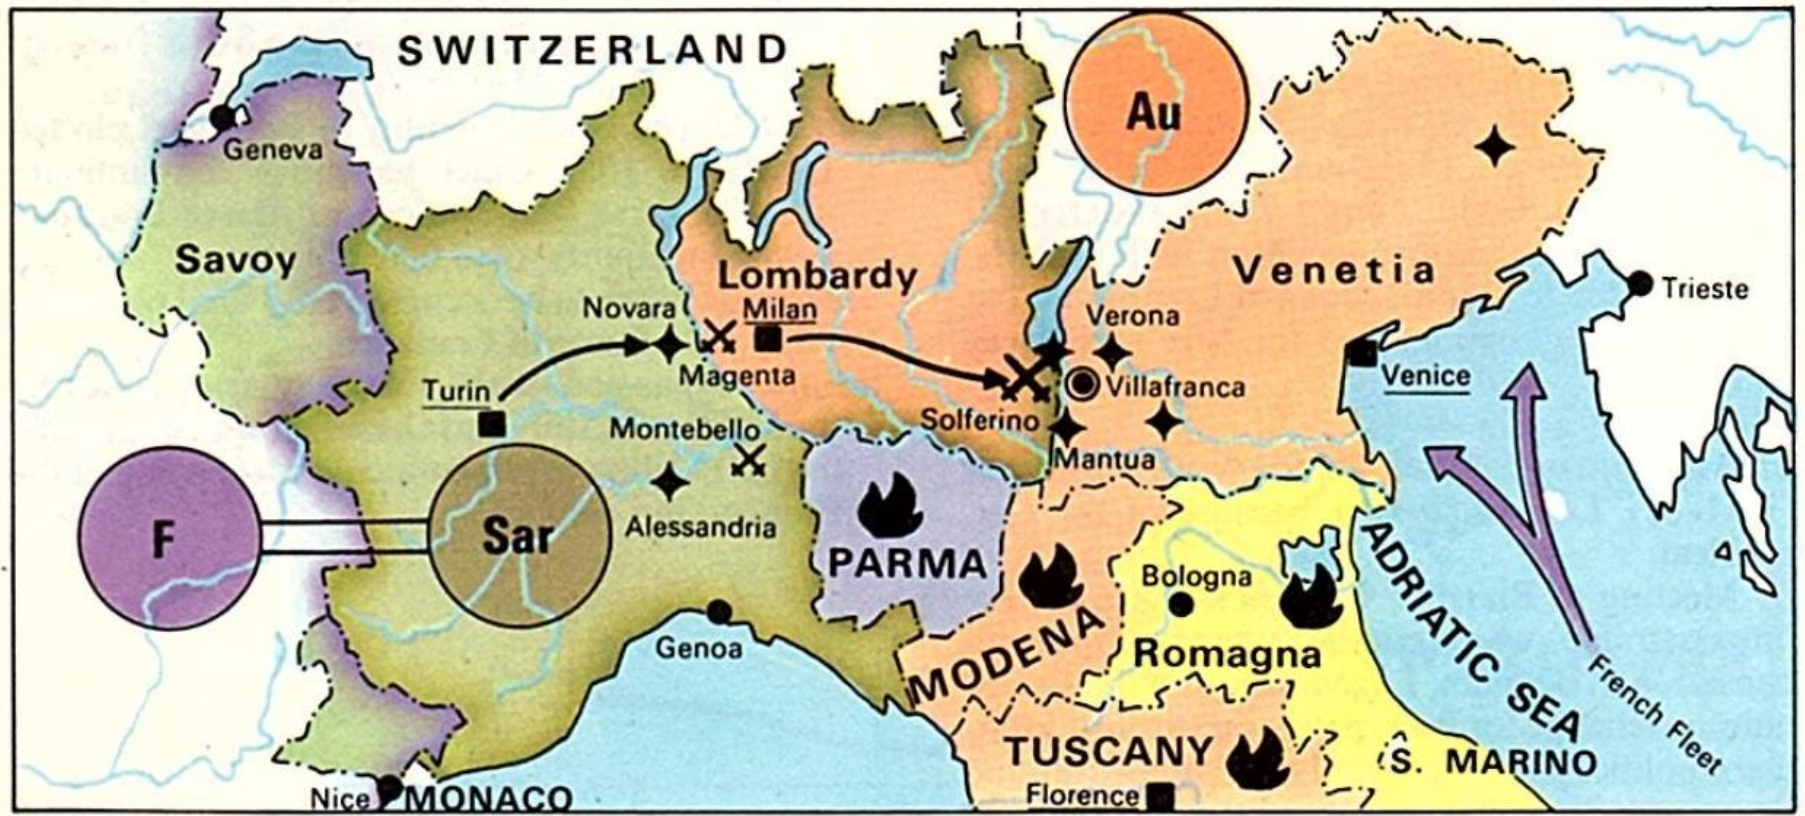 SWITZERLAND
Au
Geneva
Savoy
Lombardy
Venetia
Novara
Milan
Verona
Trieste
Magenta
Turin
Villafranca
Venice
Solferino
Montebello
Mantua
F
Sar
Alessandria
PARMA
Bologna
ADRIATIC SEA
Genoa
MODENA
Romagna
French Fleet
TUSCANY
S. MARINO
Nice
MONACO
Florence